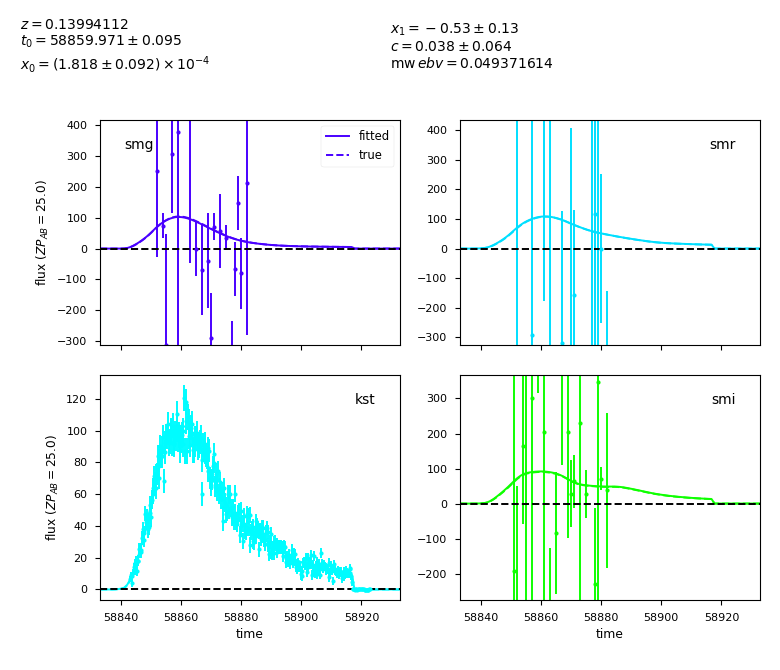 z = 0.13994112
t₀ = 58859.971 ± 0.095
x₀ = (1.818 ± 0.092) × 10⁻⁴
x₁ = −0.53 ± 0.13
c = 0.038 ± 0.064
mw ebv = 0.049371614
smg
fitted
true
400
300
200
100
0
−100
−200
−300
flux (ZP_AB = 25.0)
smr
400
300
200
100
0
−100
−200
−300
kst
120
100
80
60
40
20
0
flux (ZP_AB = 25.0)
58840 58860 58880 58900 58920
time
smi
300
200
100
0
−100
−200
58840 58860 58880 58900 58920
time